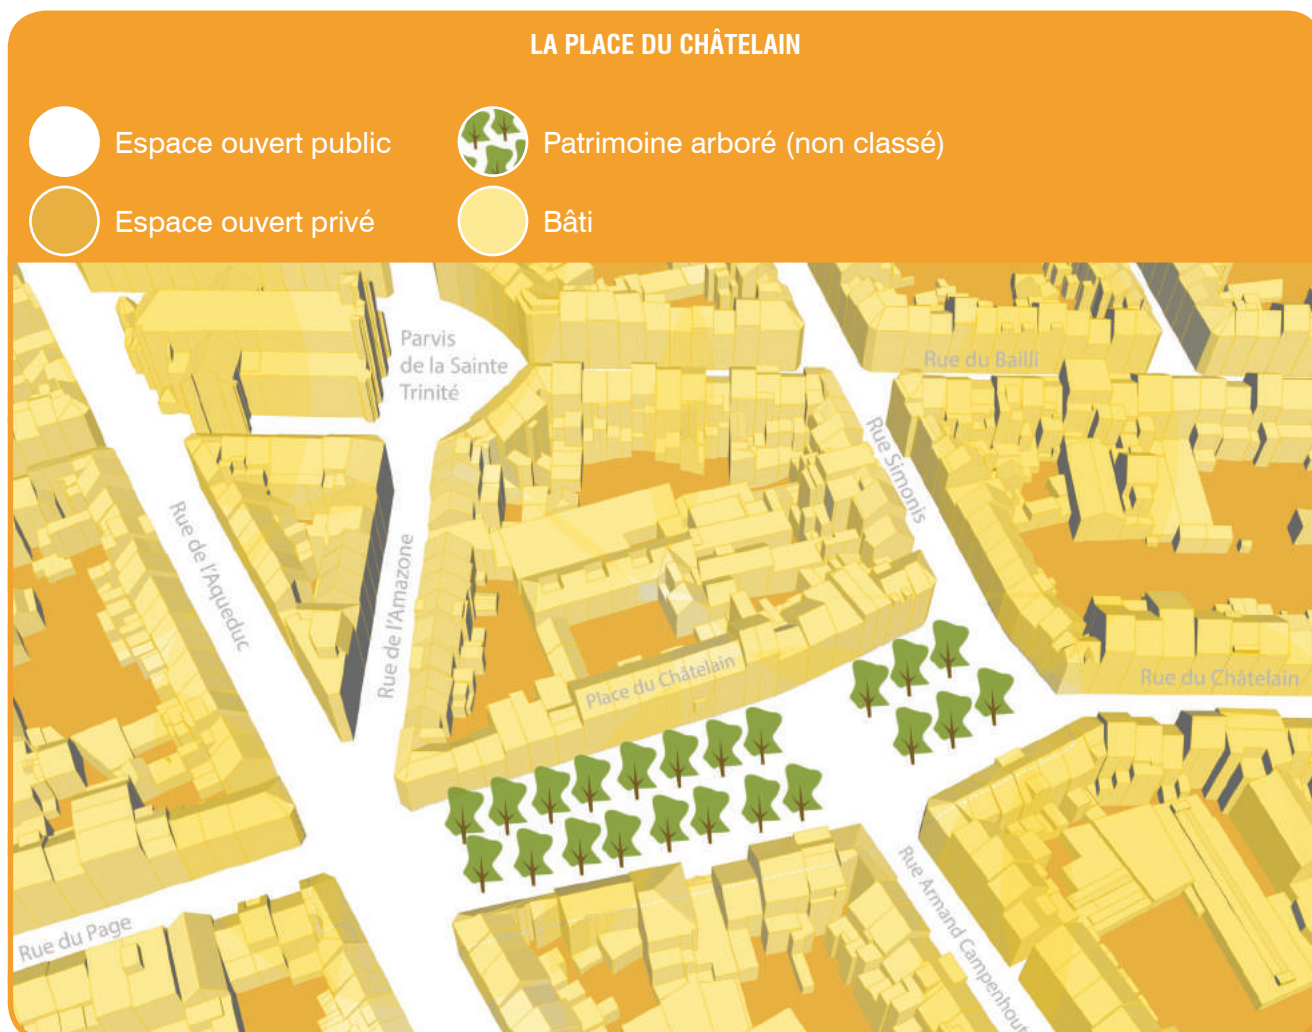 LA PLACE DU CHÂTELAIN
Espace ouvert public
Patrimoine arboré (non classé)
Espace ouvert privé
Bâti
Parvis
de la Sainte
Trinité
Rue du Bailli
Rue Simonis
Rue de l'Aqueduc
Rue de l'Amazone
Place du Châtelain
Rue du Châtelain
Rue du Page
Rue Armand Campenhout